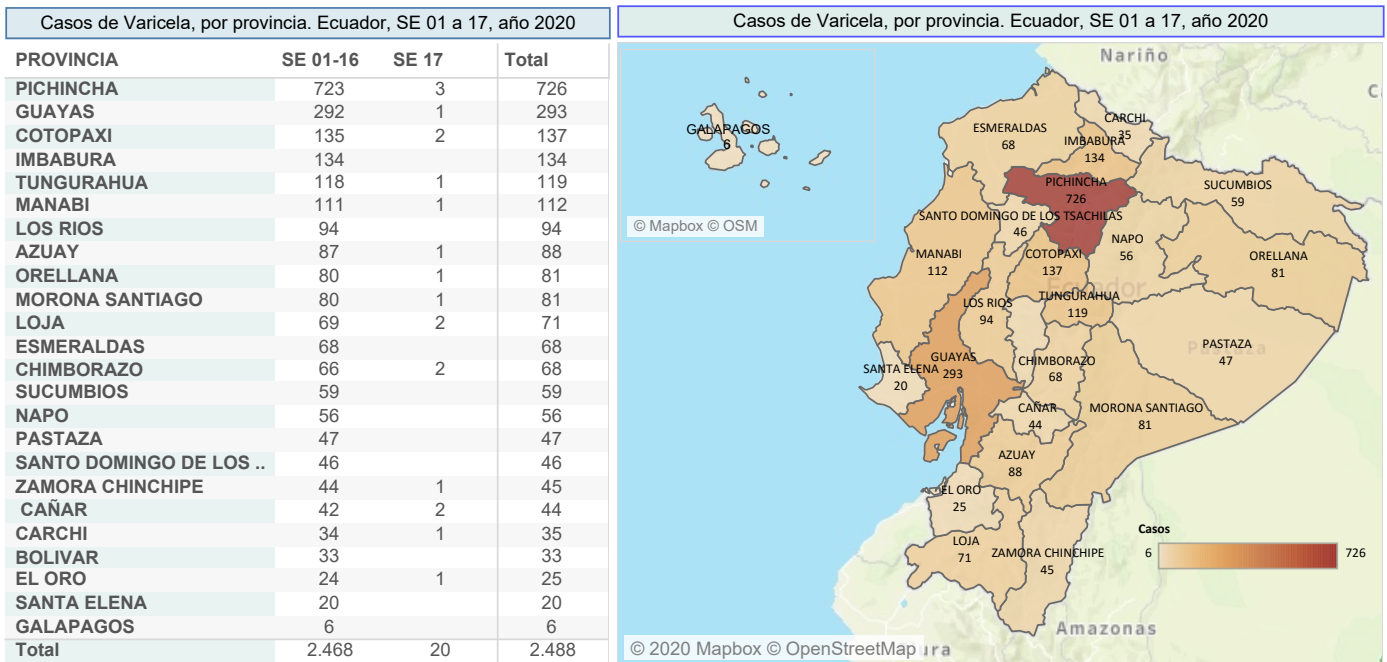 Casos de Varicela, por provincia. Ecuador, SE 01 a 17, año 2020
PROVINCIA SE 01-16 SE 17 Total
PICHINCHA 723 3 726
GUAYAS 292 1 293
COTOPAXI 135 2 137
IMBABURA 134 134
TUNGURAHUA 118 1 119
MANABI 111 1 112
LOS RIOS 94 94
AZUAY 87 1 88
ORELLANA 80 1 81
MORONA SANTIAGO 80 1 81
LOJA 69 2 71
ESMERALDAS 68 68
CHIMBORAZO 66 2 68
SUCUMBIOS 59 59
NAPO 56 56
PASTAZA 47 47
SANTO DOMINGO DE LOS .. 46 46
ZAMORA CHINCHIPE 44 1 45
CAÑAR 42 2 44
CARCHI 34 1 35
BOLIVAR 33 33
EL ORO 24 1 25
SANTA ELENA 20 20
GALAPAGOS 6 6
Total 2.468 20 2.488
Casos de Varicela, por provincia. Ecuador, SE 01 a 17, año 2020
Nariño
GALAPAGOS
6
© Mapbox © OSM
CARCHI
35
ESMERALDAS
68
IMBABURA
134
PICHINCHA
726
SUCUMBIOS
59
SANTO DOMINGO DE LOS TSACHILAS
46
NAPO
56
MANABI
112
COTOPAXI
137
ORELLANA
81
Ecuador
TUNGURAHUA
119
LOS RIOS
94
PASTAZA
47
Pastaza
GUAYAS
293
CHIMBORAZO
68
SANTA ELENA
20
CAÑAR
44
MORONA SANTIAGO
81
AZUAY
88
EL ORO
25
LOJA
71
ZAMORA CHINCHIPE
45
Casos
6 726
Amazonas
© 2020 Mapbox © OpenStreetMap